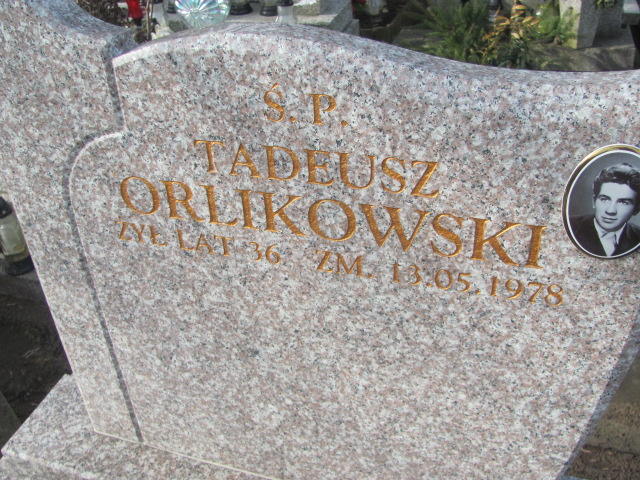 Ś. P.
TADEUSZ
ORLIKOWSKI
ŻYŁ LAT 36. ZM. 13.05.1978